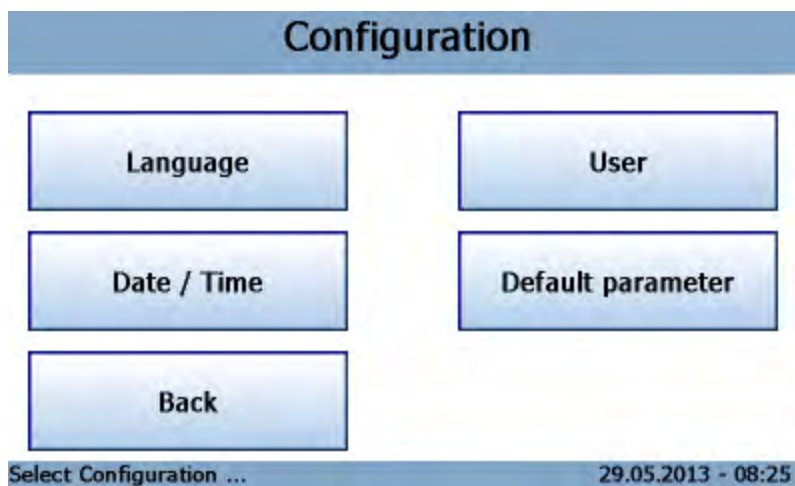 Configuration
Language
User
Date / Time
Default parameter
Back
Select Configuration ...
29.05.2013 - 08:25